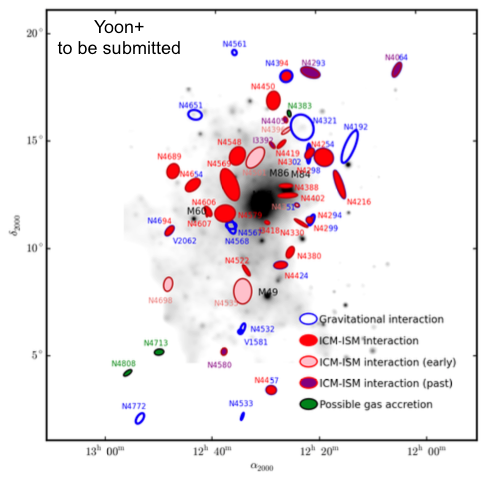 Yoon+
to be submitted
20°
15°
10°
5°
δ2000
N4561
N4394
N4293
N4064
N4450
N4651
N4383
N4405
N4321
N4192
I3392
N4548
N4419
N4254
N4302
N4298
N4689
N4654
N4569
M86
M84
N4388
N4402
N4216
N4606
M60
N4607
N4694
V2062
N4567
N4568
N4294
N4299
N4330
N4380
N4522
N4424
M49
N4698
N4532
V1581
N4713
N4580
N4808
N4457
N4772
N4533
Gravitational interaction
ICM-ISM interaction
ICM-ISM interaction (early)
ICM-ISM interaction (past)
Possible gas accretion
13h 00m
12h 40m
12h 20m
12h 00m
α2000